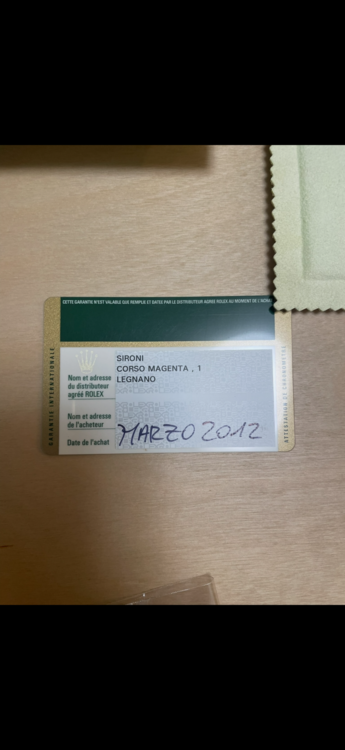 CETTE GARANTIE N'EST VALABLE QUE REMPLIE ET DATEE PAR LE DISTRIBUTEUR AGREE ROLEX AU MOMENT DE L'ACHAT
GARANTIE INTERNATIONALE
SIRONI
CORSO MAGENTA , 1
LEGNANO
Nom et adresse
du distributeur
agréé ROLEX
Nom et adresse
de l'acheteur
Date de l'achat
MARZO 2012